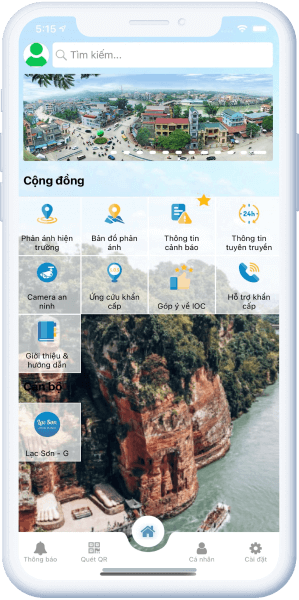 5:15
Tìm kiếm...
Cộng đồng
Phản ánh hiện
trường
Bản đồ phản
ánh
Thông tin
cảnh báo
24h
Thông tin
tuyên truyền
Camera an
ninh
Ứng cứu khẩn
cấp
Góp ý về IOC
Hỗ trợ khẩn
cấp
Giới thiệu &
hướng dẫn
Cán bộ
Lạc Sơn
Lạc Sơn - G
Thông báo
Quét QR
Cá nhân
Cài đặt